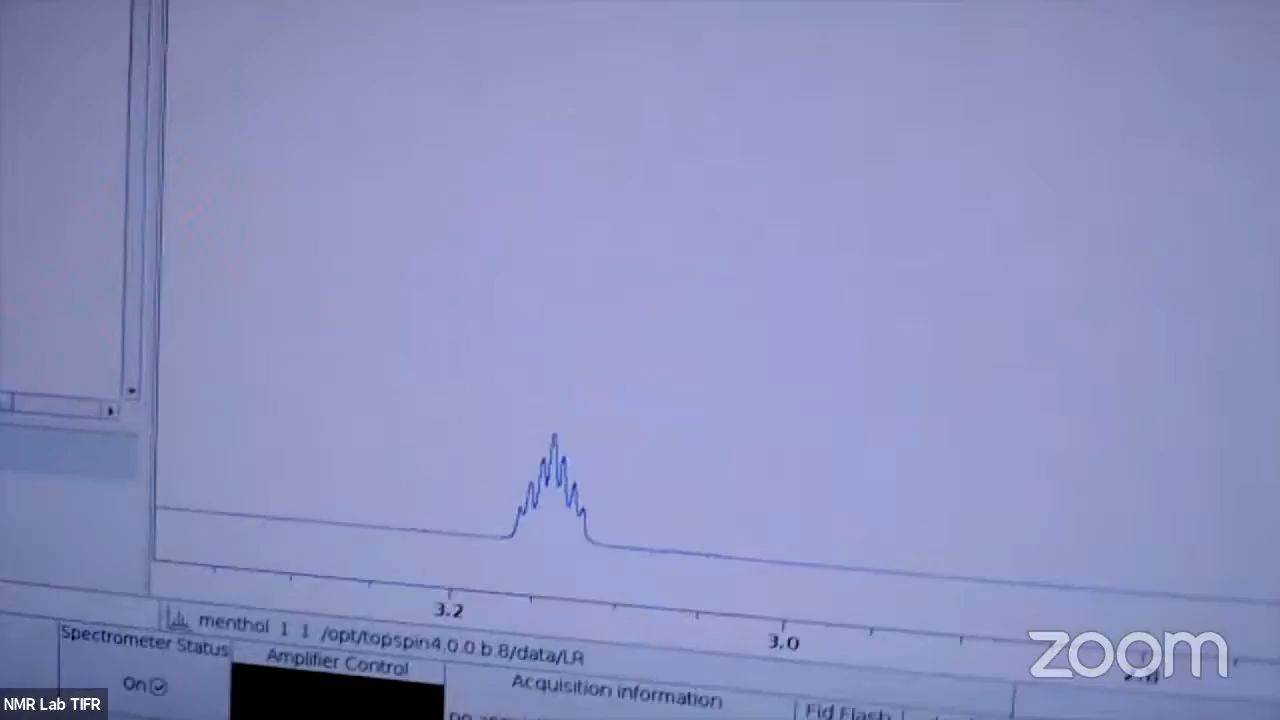 3.2
3.0
menthol 1 1 /opt/topspin4.0.0.b.8/data/LR
Spectrometer Status
Amplifier Control
On
Acquisition information
Fid Flash
zoom
NMR Lab TIFR